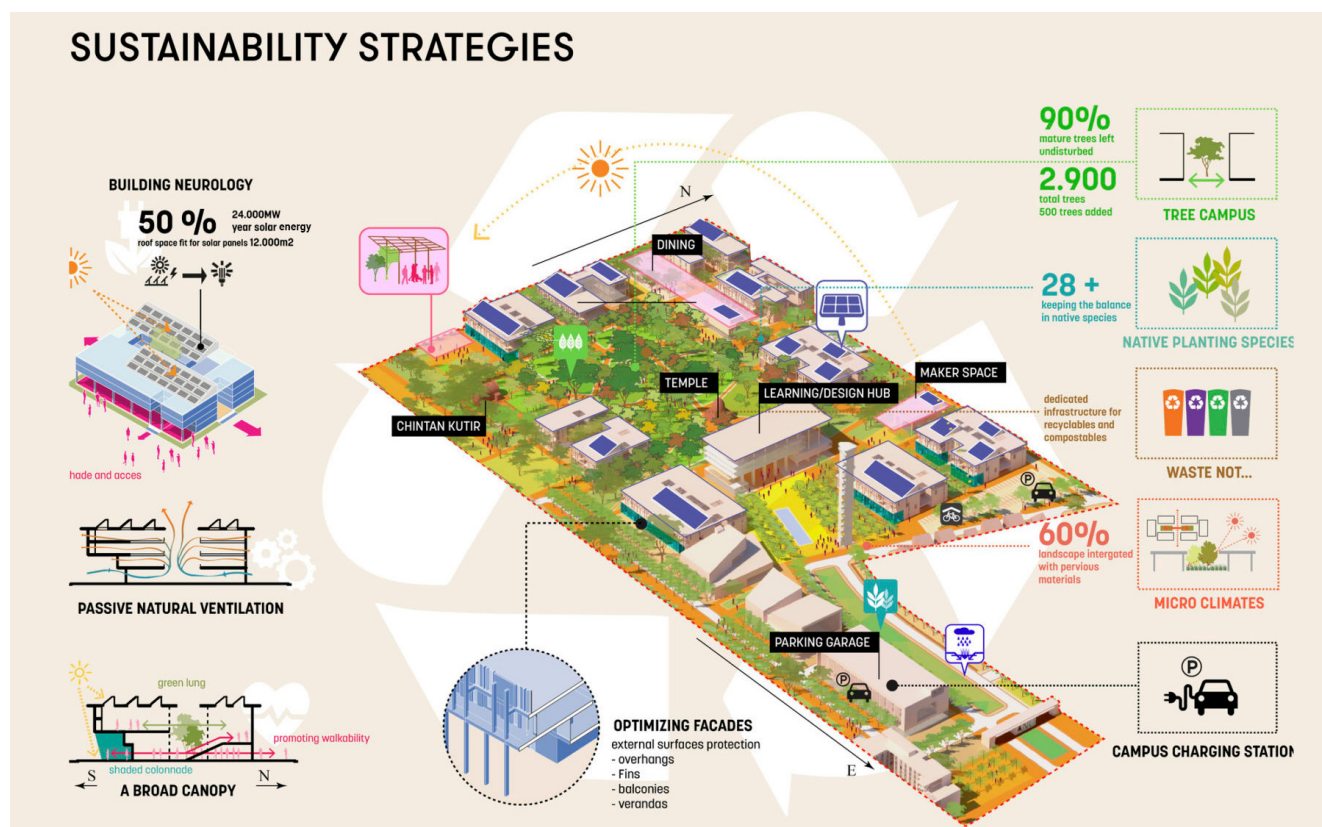 SUSTAINABILITY STRATEGIES
BUILDING NEUROLOGY
50 %
24.000MW
year solar energy
roof space fit for solar panels 12.000m2
hade and acces
PASSIVE NATURAL VENTILATION
green lung
promoting walkability
shaded colonnade
S
N
A BROAD CANOPY
N
DINING
CHINTAN KUTIR
TEMPLE
LEARNING/DESIGN HUB
MAKER SPACE
P
PARKING GARAGE
P
E
OPTIMIZING FACADES
external surfaces protection
- overhangs
- Fins
- balconies
- verandas
90%
mature trees left
undisturbed
2.900
total trees
500 trees added
TREE CAMPUS
28 +
keeping the balance
in native species
NATIVE PLANTING SPECIES
dedicated
infrastructure for
recyclables and
compostables
WASTE NOT...
60%
landscape intergated
with pervious
materials
MICRO CLIMATES
P
CAMPUS CHARGING STATION